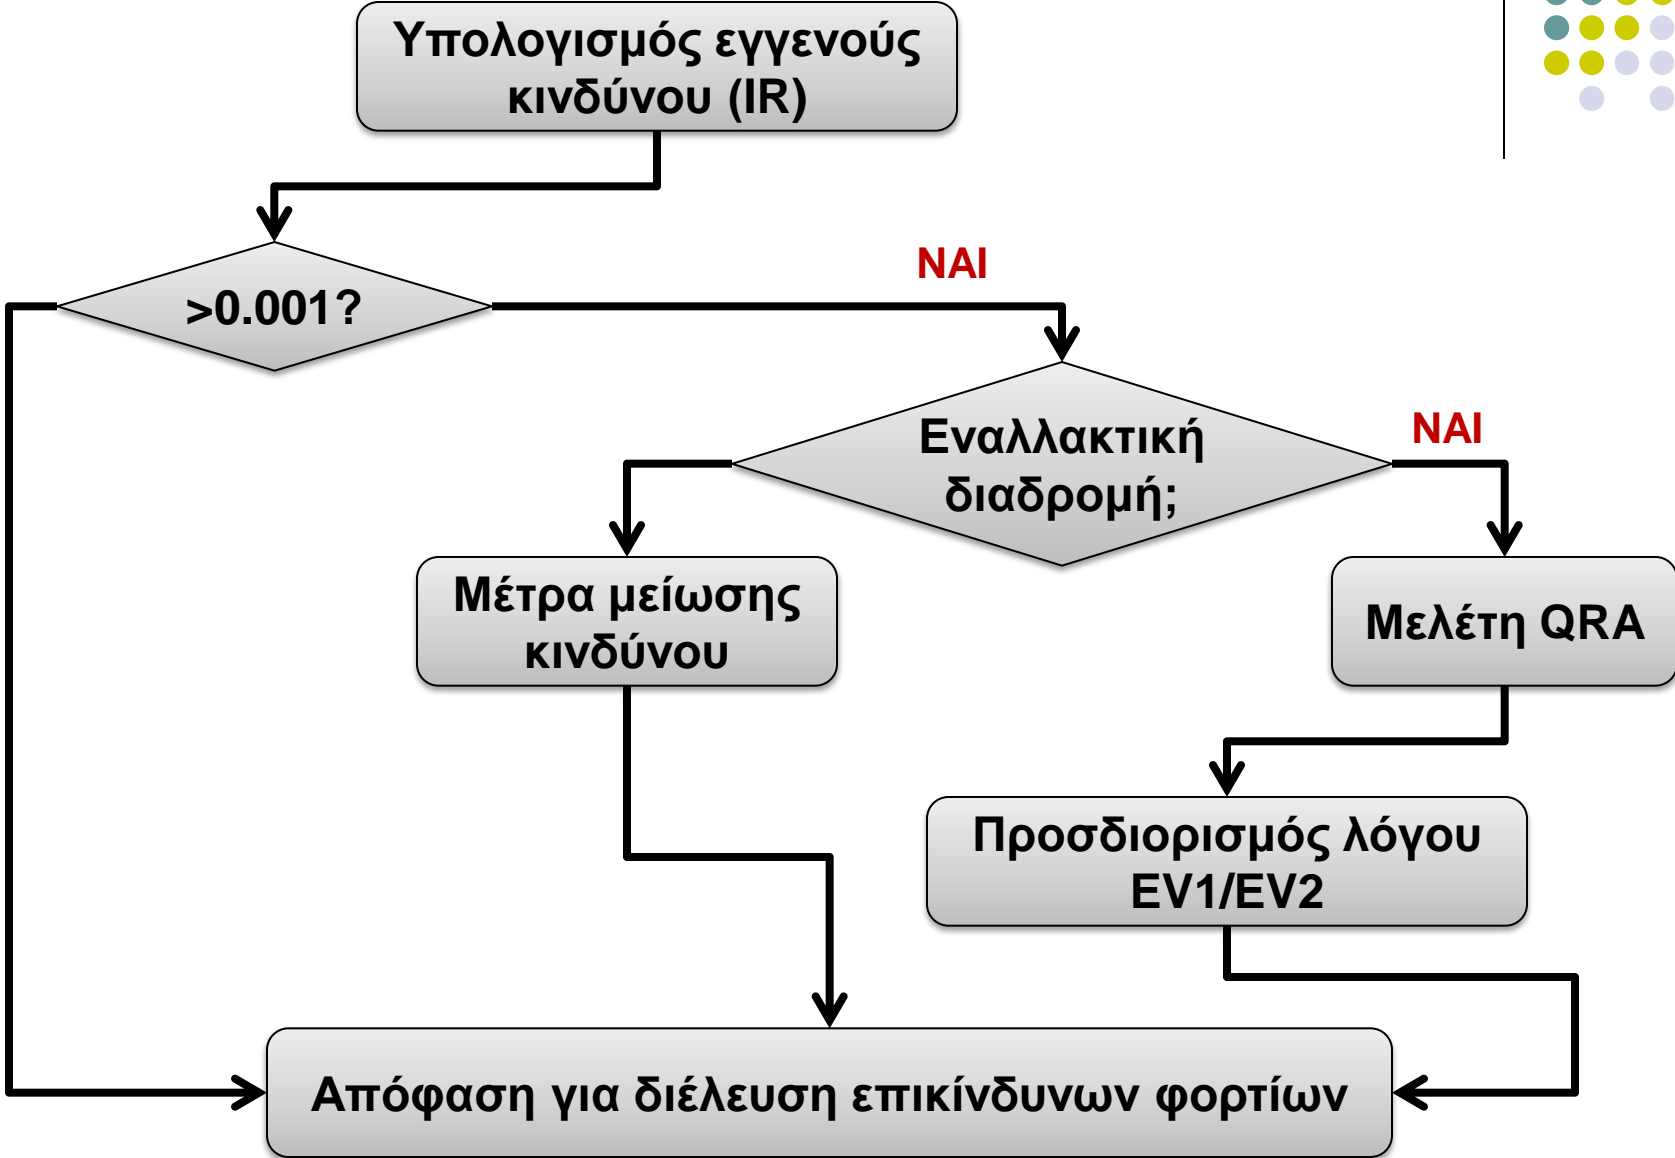 Υπολογισμός εγγενούς
κινδύνου (IR)
ΝΑΙ
>0.001?
Εναλλακτική
διαδρομή;
ΝΑΙ
Μέτρα μείωσης
κινδύνου
Μελέτη QRA
Προσδιορισμός λόγου
EV1/EV2
Απόφαση για διέλευση επικίνδυνων φορτίων